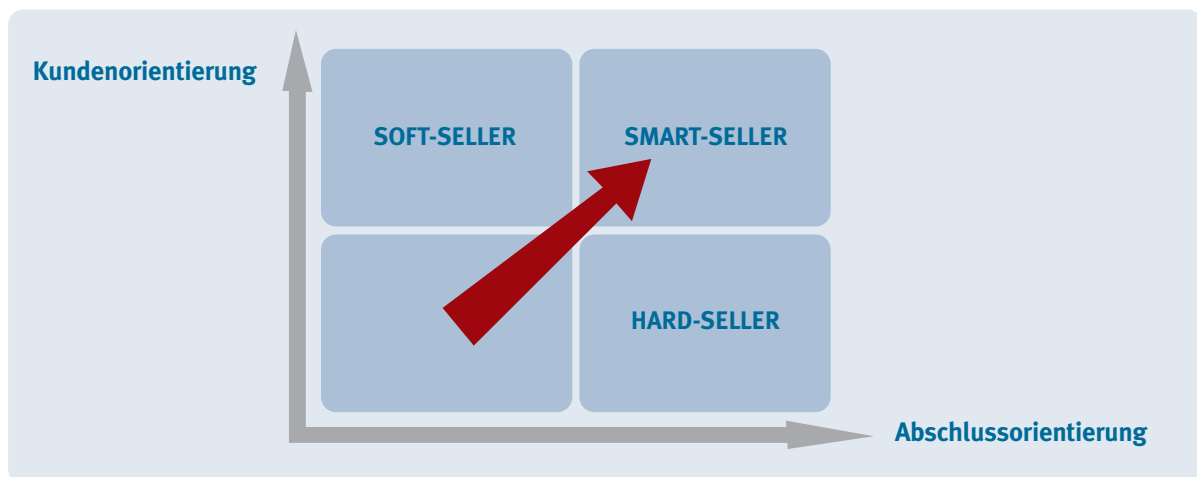 Kundenorientierung
SOFT-SELLER
SMART-SELLER
HARD-SELLER
Abschlussorientierung